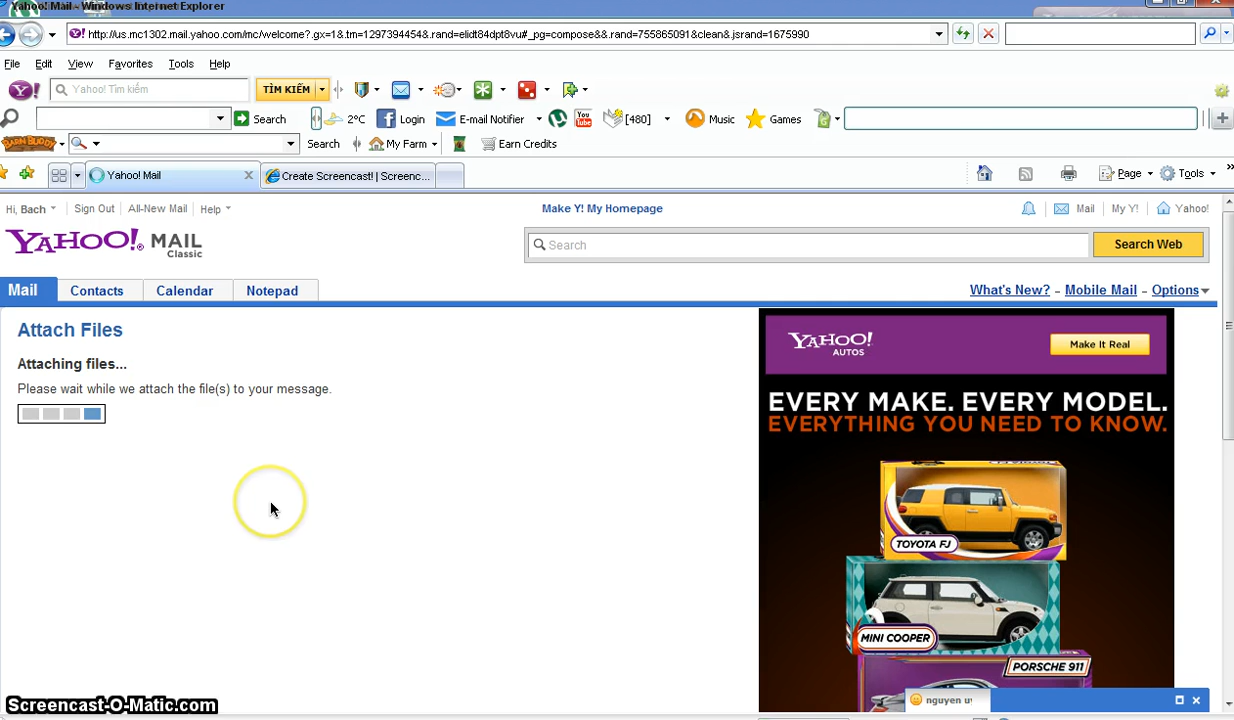 Yahoo! Mail - Windows Internet Explorer
http://us.mc1302.mail.yahoo.com/mc/welcome?.gx=1&.tm=1297394454&.rand=elidt84dpt8vu#_pg=compose&&.rand=755865091&clean&.jsrand=1675990
File Edit View Favorites Tools Help
Y! Yahoo! Tìm kiếm TÌM KIẾM
Search 2°C Login E-mail Notifier You Tube [480] Music Games
BARN BUDDY Search My Farm Earn Credits
Yahoo! Mail Create Screencast! | Screenc... Page Tools
Hi, Bach Sign Out All-New Mail Help Make Y! My Homepage Mail My Y! Yahoo!
YAHOO! MAIL Classic
Search Search Web
Mail Contacts Calendar Notepad What's New? - Mobile Mail - Options
Attach Files
Attaching files...
Please wait while we attach the file(s) to your message.
YAHOO! AUTOS
Make It Real
EVERY MAKE. EVERY MODEL.
EVERYTHING YOU NEED TO KNOW.
TOYOTA FJ
MINI COOPER
PORSCHE 911
nguyen
Screencast-O-Matic.com